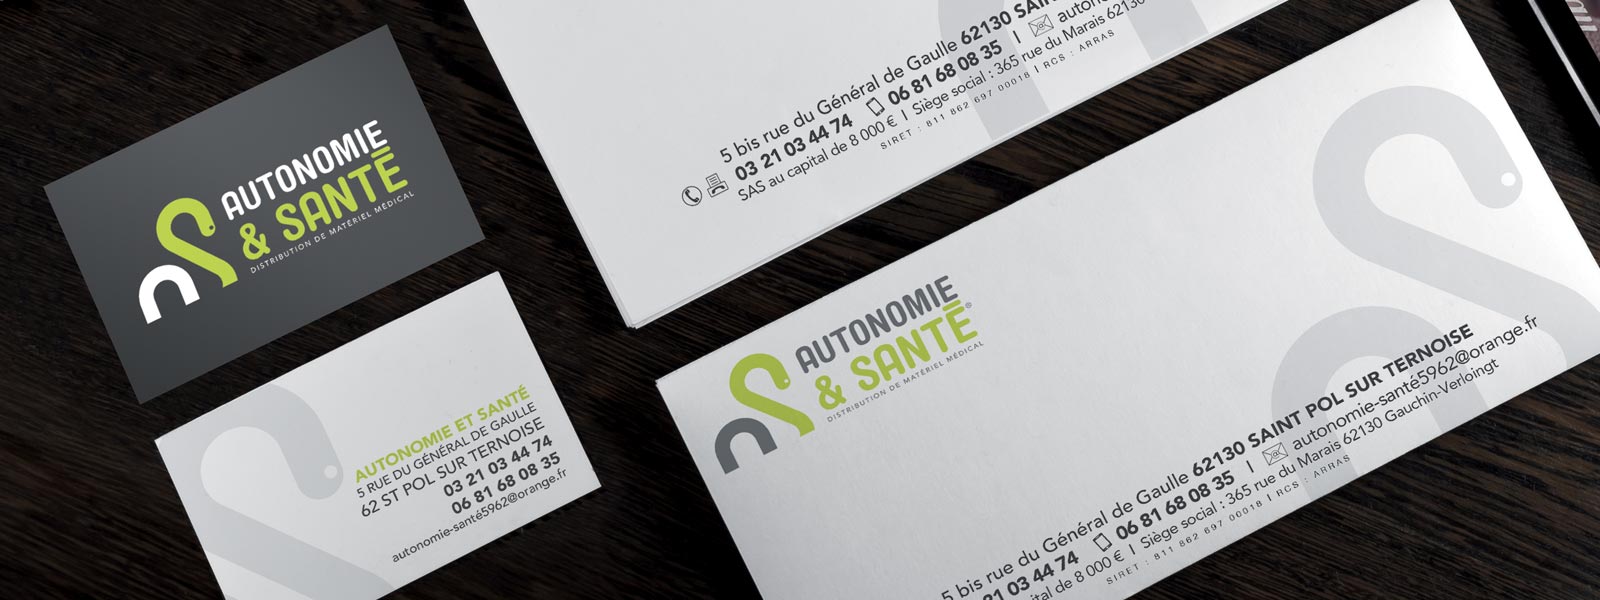 AUTONOMIE
& SANTÉ
DISTRIBUTION DE MATÉRIEL MÉDICAL
AUTONOMIE ET SANTÉ
5 RUE DU GÉNÉRAL DE GAULLE
62 ST POL SUR TERNOISE
03 21 03 44 74
06 81 68 08 35
autonomie-santé5962@orange.fr
5 bis rue du Général de Gaulle 62130 SAINT
03 21 03 44 74 06 81 68 08 35 I
SAS au capital de 8 000 € I Siège social : 365 rue du Marais 62130
SIRET : 811 862 697 00018 I RCS : ARRAS
AUTONOMIE
& SANTÉ®
DISTRIBUTION DE MATÉRIEL MÉDICAL
5 bis rue du Général de Gaulle 62130 SAINT POL SUR TERNOISE
21 03 44 74 06 81 68 08 35 I autonomie-santé5962@orange.fr
capital de 8 000 € I Siège social : 365 rue du Marais 62130 Gauchin-Verloingt
SIRET : 811 862 697 00018 I RCS : ARRAS